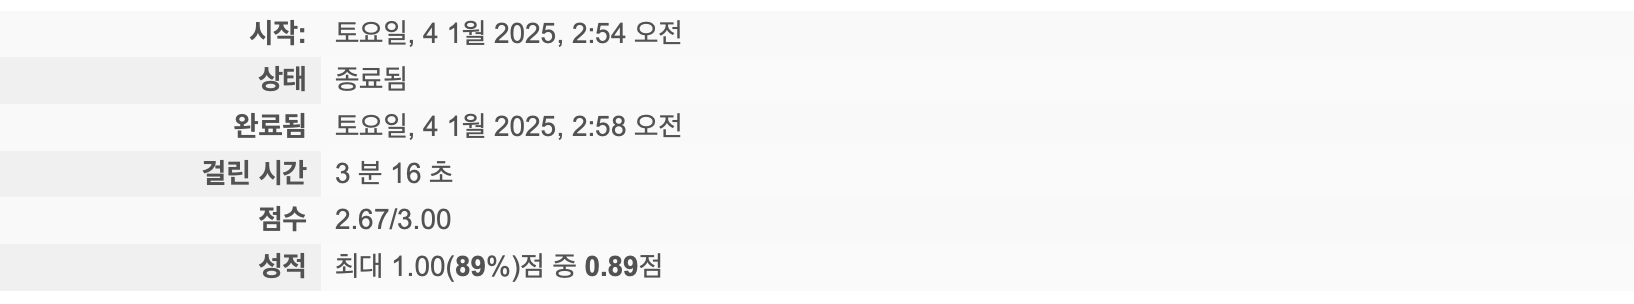 시작: 토요일, 4 1월 2025, 2:54 오전
상태 종료됨
완료됨 토요일, 4 1월 2025, 2:58 오전
걸린 시간 3 분 16 초
점수 2.67/3.00
성적 최대 1.00(89%)점 중 0.89점